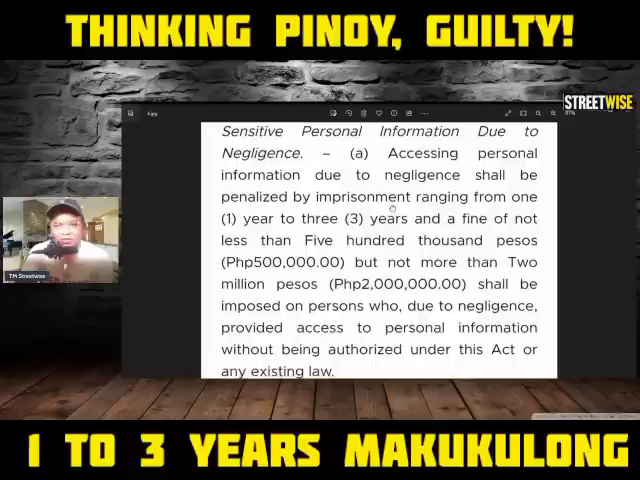 THINKING PINOY, GUILTY!
STREETWISE
4.jpg
87%
Sensitive Personal Information Due to
Negligence. – (a) Accessing personal
information due to negligence shall be
penalized by imprisonment ranging from one
(1) year to three (3) years and a fine of not
less than Five hundred thousand pesos
(Php500,000.00) but not more than Two
million pesos (Php2,000,000.00) shall be
imposed on persons who, due to negligence,
provided access to personal information
without being authorized under this Act or
any existing law.
TM Streetwise
1 TO 3 YEARS MAKUKULONG